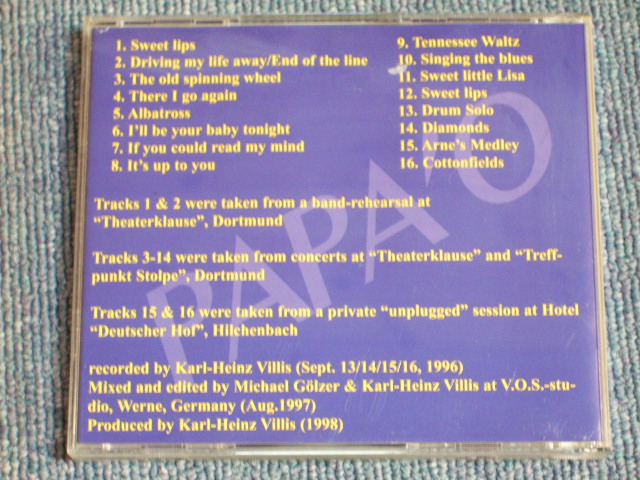 1. Sweet lips
2. Driving my life away/End of the line
3. The old spinning wheel
4. There I go again
5. Albatross
6. I'll be your baby tonight
7. If you could read my mind
8. It's up to you
9. Tennessee Waltz
10. Singing the blues
11. Sweet little Lisa
12. Sweet lips
13. Drum Solo
14. Diamonds
15. Arne's Medley
16. Cottonfields
PAPA'O
Tracks 1 & 2 were taken from a band-rehearsal at
"Theaterklause", Dortmund
Tracks 3-14 were taken from concerts at "Theaterklause" and "Treff-
punkt Stolpe", Dortmund
Tracks 15 & 16 were taken from a private "unplugged" session at Hotel
"Deutscher Hof", Hilchenbach
recorded by Karl-Heinz Villis (Sept. 13/14/15/16, 1996)
Mixed and edited by Michael Gölzer & Karl-Heinz Villis at V.O.S.-stu-
dio, Werne, Germany (Aug.1997)
Produced by Karl-Heinz Villis (1998)